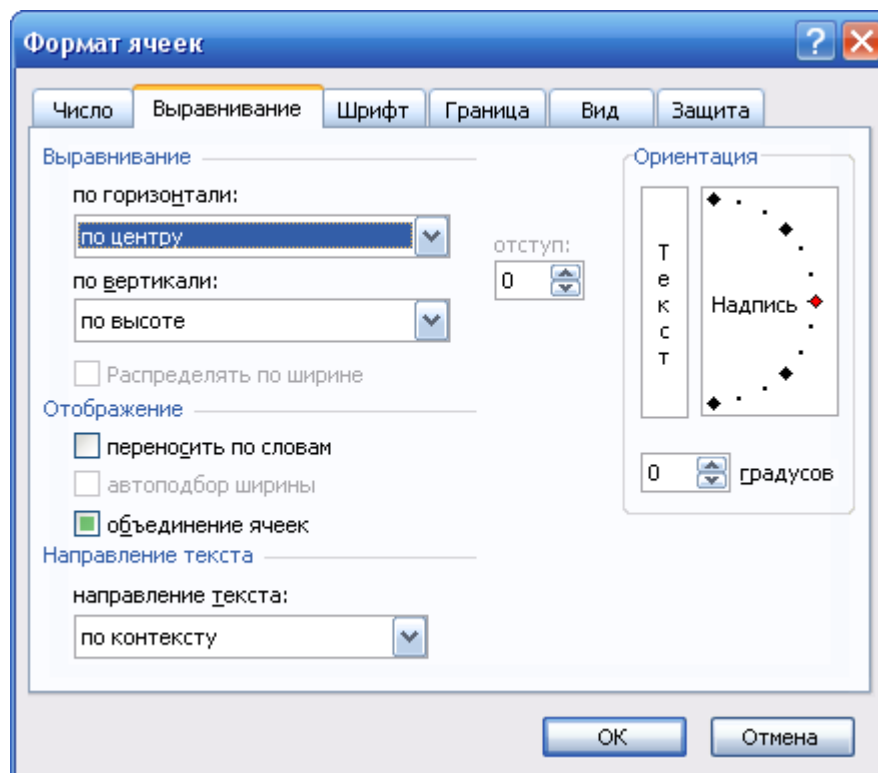 Формат ячеек
Число Выравнивание Шрифт Граница Вид Защита
Выравнивание
по горизонтали:
по центру
отступ:
0
по вертикали:
по высоте
Распределять по ширине
Отображение
переносить по словам
автоподбор ширины
объединение ячеек
Направление текста
направление текста:
по контексту
Ориентация
Текст
Надпись
0 градусов
ОК Отмена